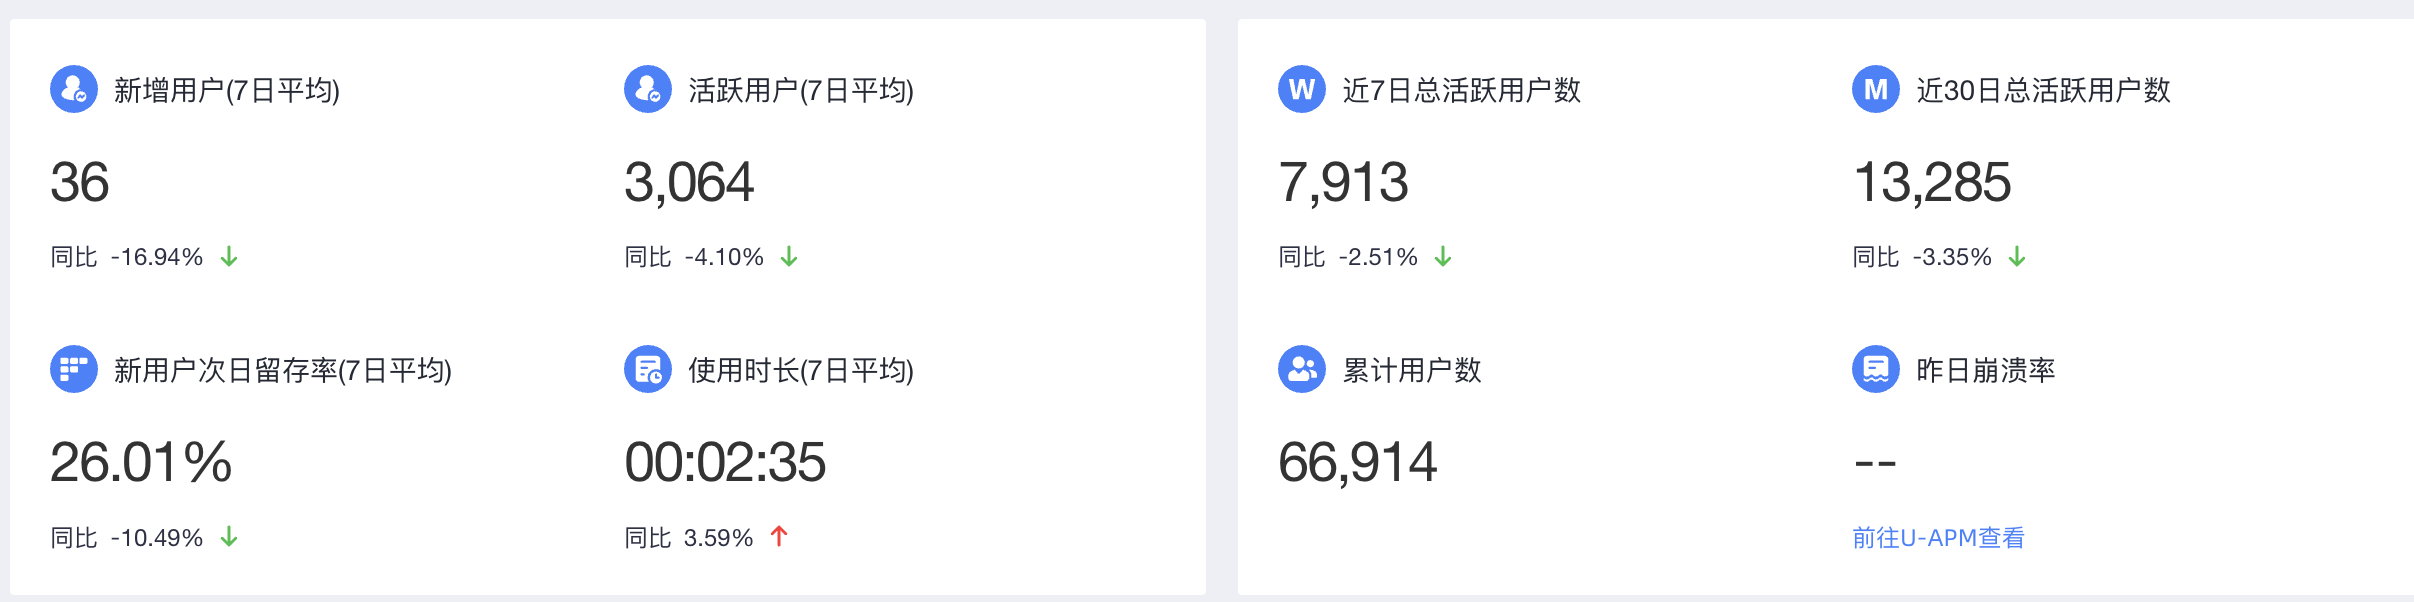 新增用户(7日平均)
活跃用户(7日平均)
36
3,064
同比 -16.94% ↓
同比 -4.10% ↓
新用户次日留存率(7日平均)
使用时长(7日平均)
26.01%
00:02:35
同比 -10.49% ↓
同比 3.59% ↑
W 近7日总活跃用户数
M 近30日总活跃用户数
7,913
13,285
同比 -2.51% ↓
同比 -3.35% ↓
累计用户数
昨日崩溃率
66,914
--
前往U-APM查看